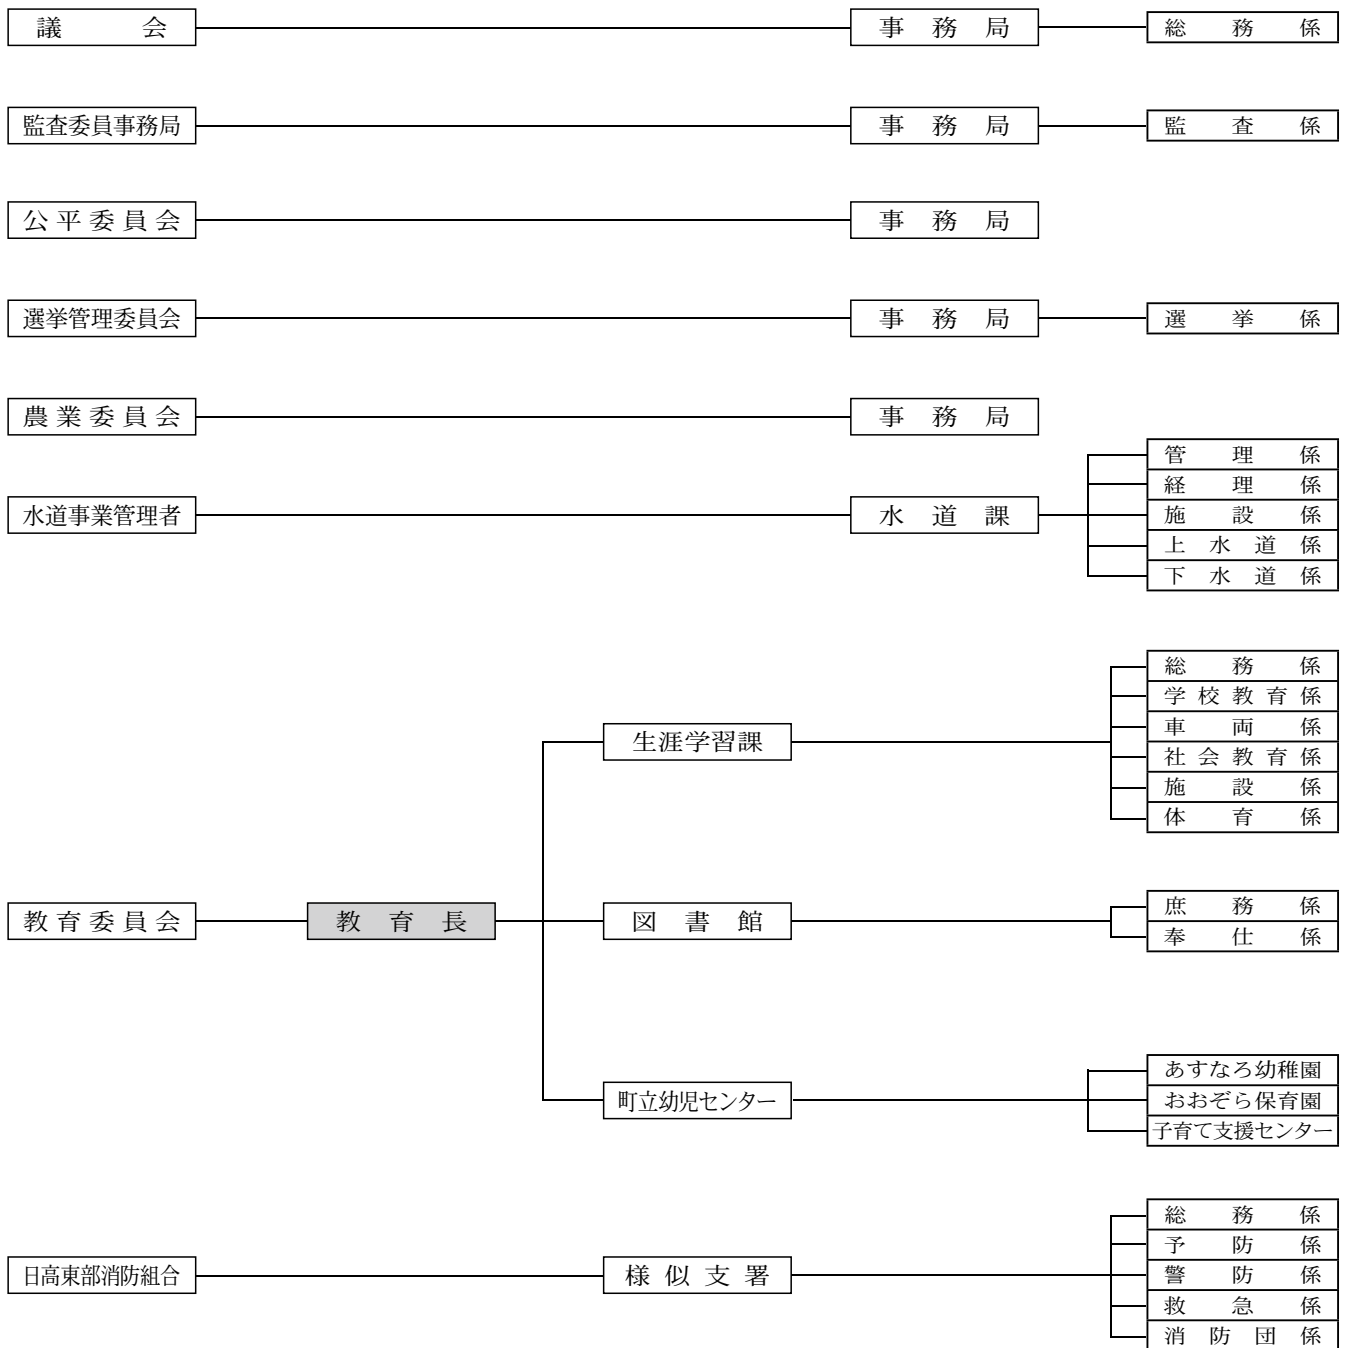 議会 事務局 総務係
監査委員事務局 事務局 監査係
公平委員会 事務局
選挙管理委員会 事務局 選挙係
農業委員会 事務局
管理係
経理係
水道事業管理者 水道課 施設係
上水道係
下水道係
総務係
学校教育係
車両係
生涯学習課
社会教育係
施設係
体育係
庶務係
教育委員会 教育長 図書館
奉仕係
あすなろ幼稚園
町立幼児センター おおぞら保育園
子育て支援センター
総務係
予防係
日高東部消防組合 様似支署 警防係
救急係
消防団係